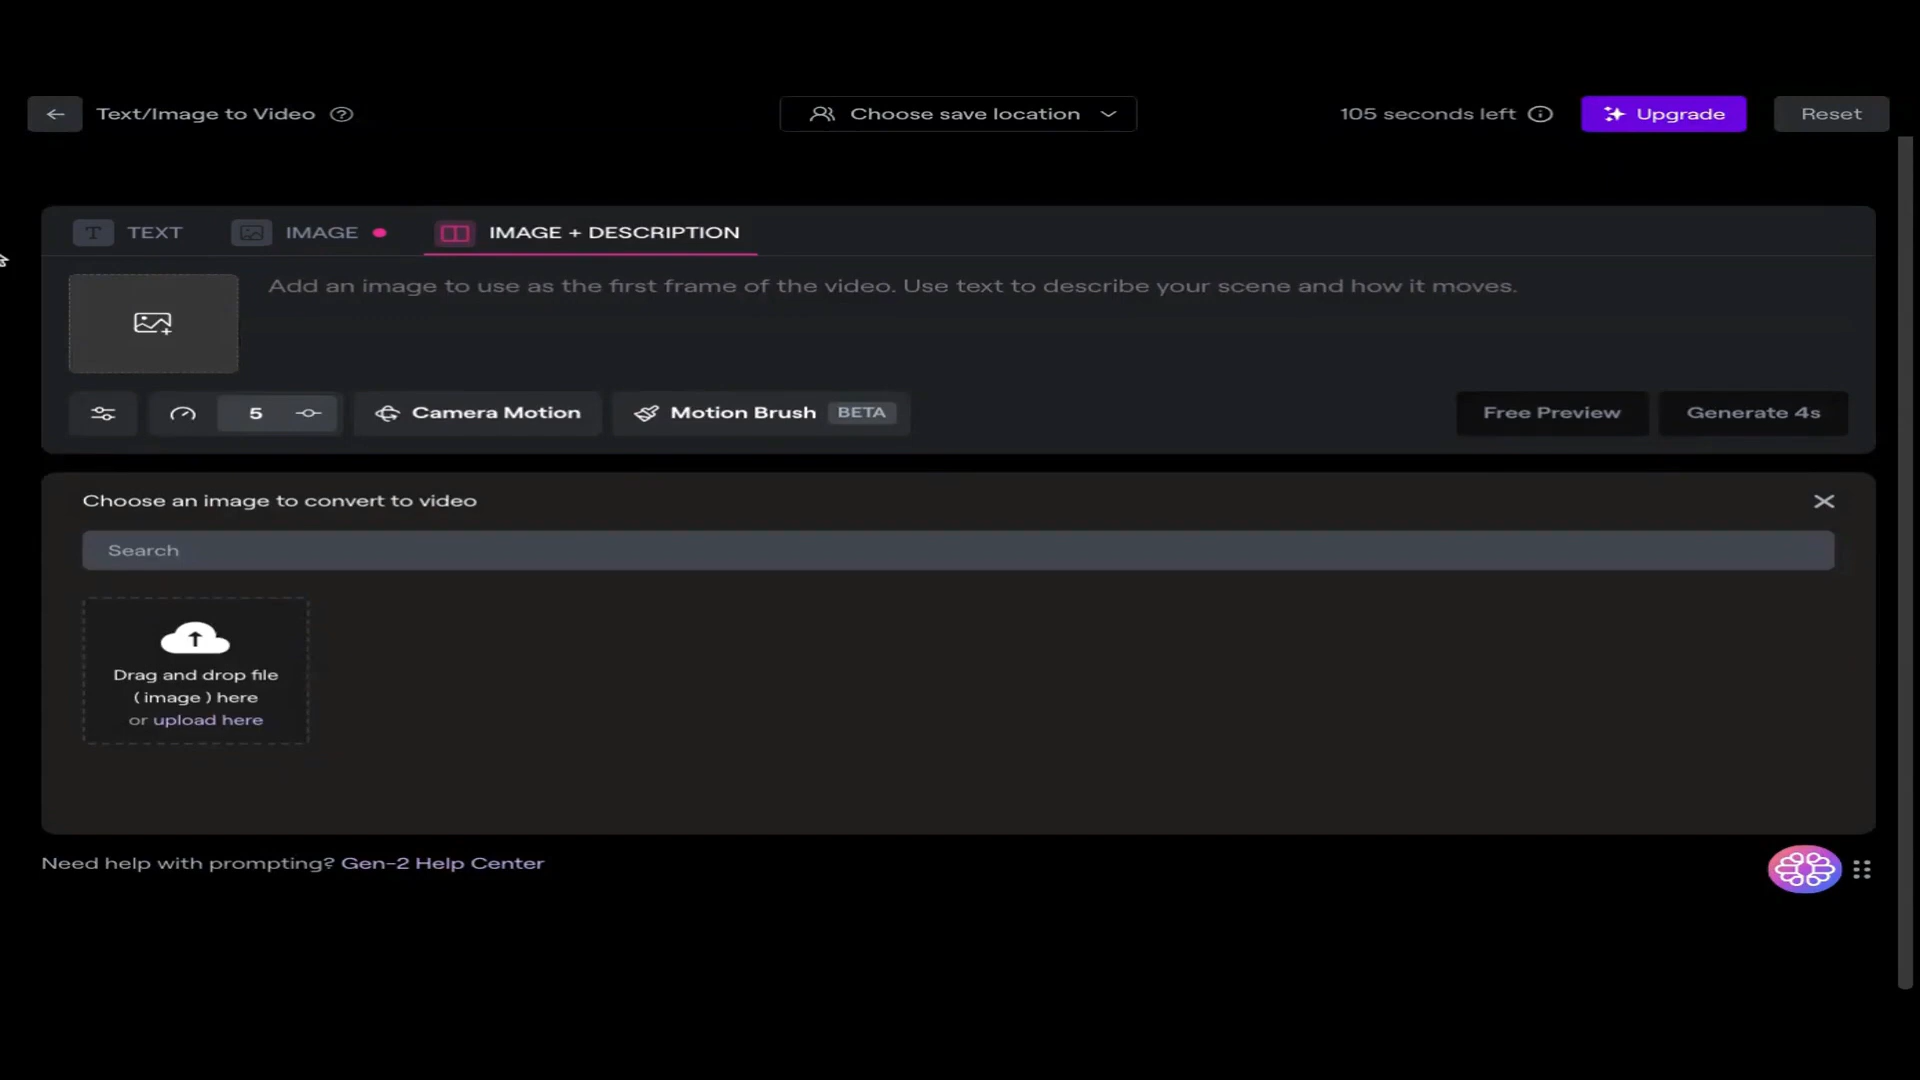 Text/Image to Video
Choose save location
105 seconds left
Upgrade
Reset
T TEXT
IMAGE
IMAGE + DESCRIPTION
Add an image to use as the first frame of the video. Use text to describe your scene and how it moves.
5
Camera Motion
Motion Brush BETA
Free Preview
Generate 4s
Choose an image to convert to video
Search
Drag and drop file
( image ) here
or upload here
Need help with prompting? Gen-2 Help Center